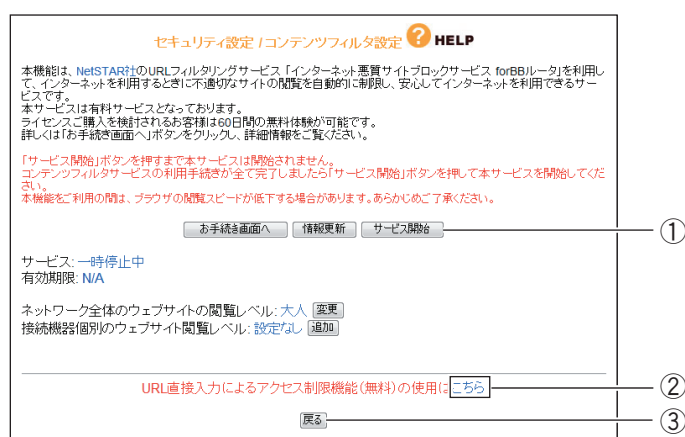 セキュリティ設定 / コンテンツフィルタ設定 ? HELP
本機能は、NetSTAR社のURLフィルタリングサービス「インターネット悪質サイトブロックサービス forBBルータ」を利用し
て、インターネットを利用するときに不適切なサイトの閲覧を自動的に制限し、安心してインターネットを利用できるサー
ビスです。
本サービスは有料サービスとなっております。
ライセンスご購入を検討されるお客様は60日間の無料体験が可能です。
詳しくは「お手続き画面へ」ボタンをクリックし、詳細情報をご覧ください。
「サービス開始」ボタンを押すまで本サービスは開始されません。
コンテンツフィルタサービスの利用手続きが全て完了しましたら「サービス開始」ボタンを押して本サービスを開始してくだ
さい。
本機能をご利用の間は、ブラウザの閲覧スピードが低下する場合があります。あらかじめご了承ください。
お手続き画面へ 情報更新 サービス開始 ①
サービス: 一時停止中
有効期限: N/A
ネットワーク全体のウェブサイトの閲覧レベル: 大人 変更
接続機器個別のウェブサイト閲覧レベル: 設定なし 追加
URL直接入力によるアクセス制限機能(無料)の使用はこちら ②
戻る ③